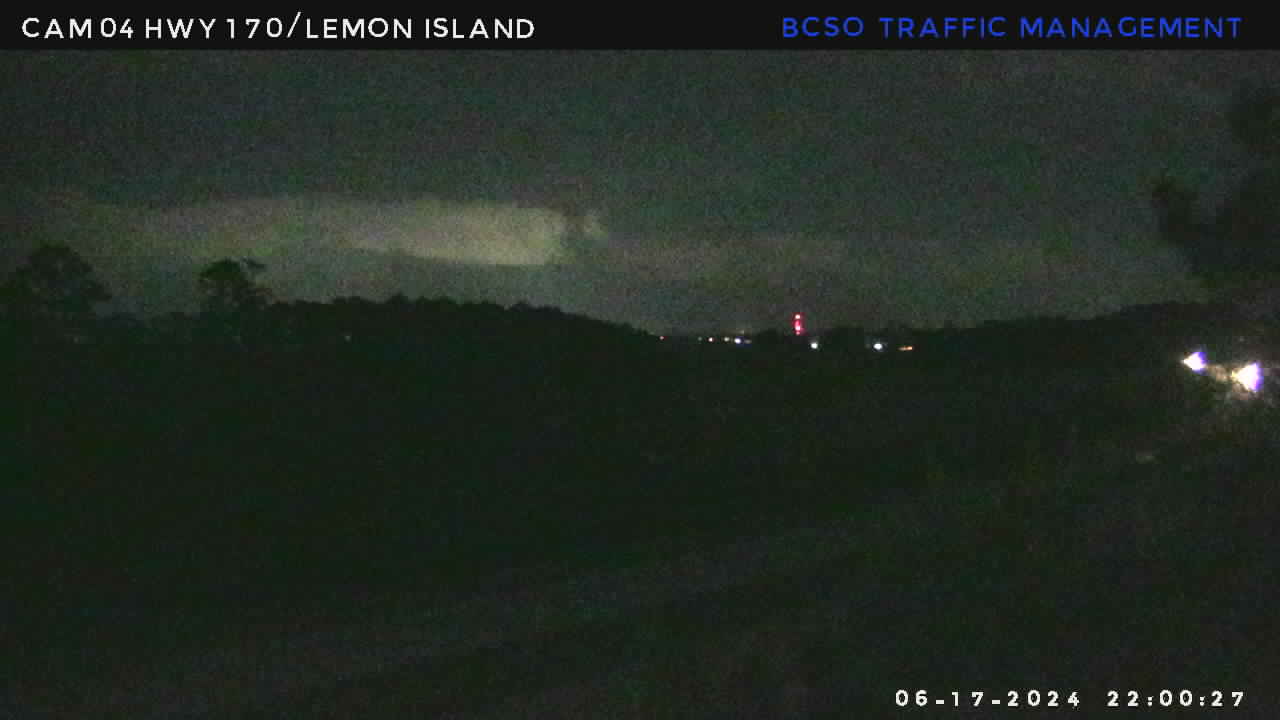 CAM04 HWY 170/LEMON ISLAND
BCSO TRAFFIC MANAGEMENT
06-17-2024 22:00:27